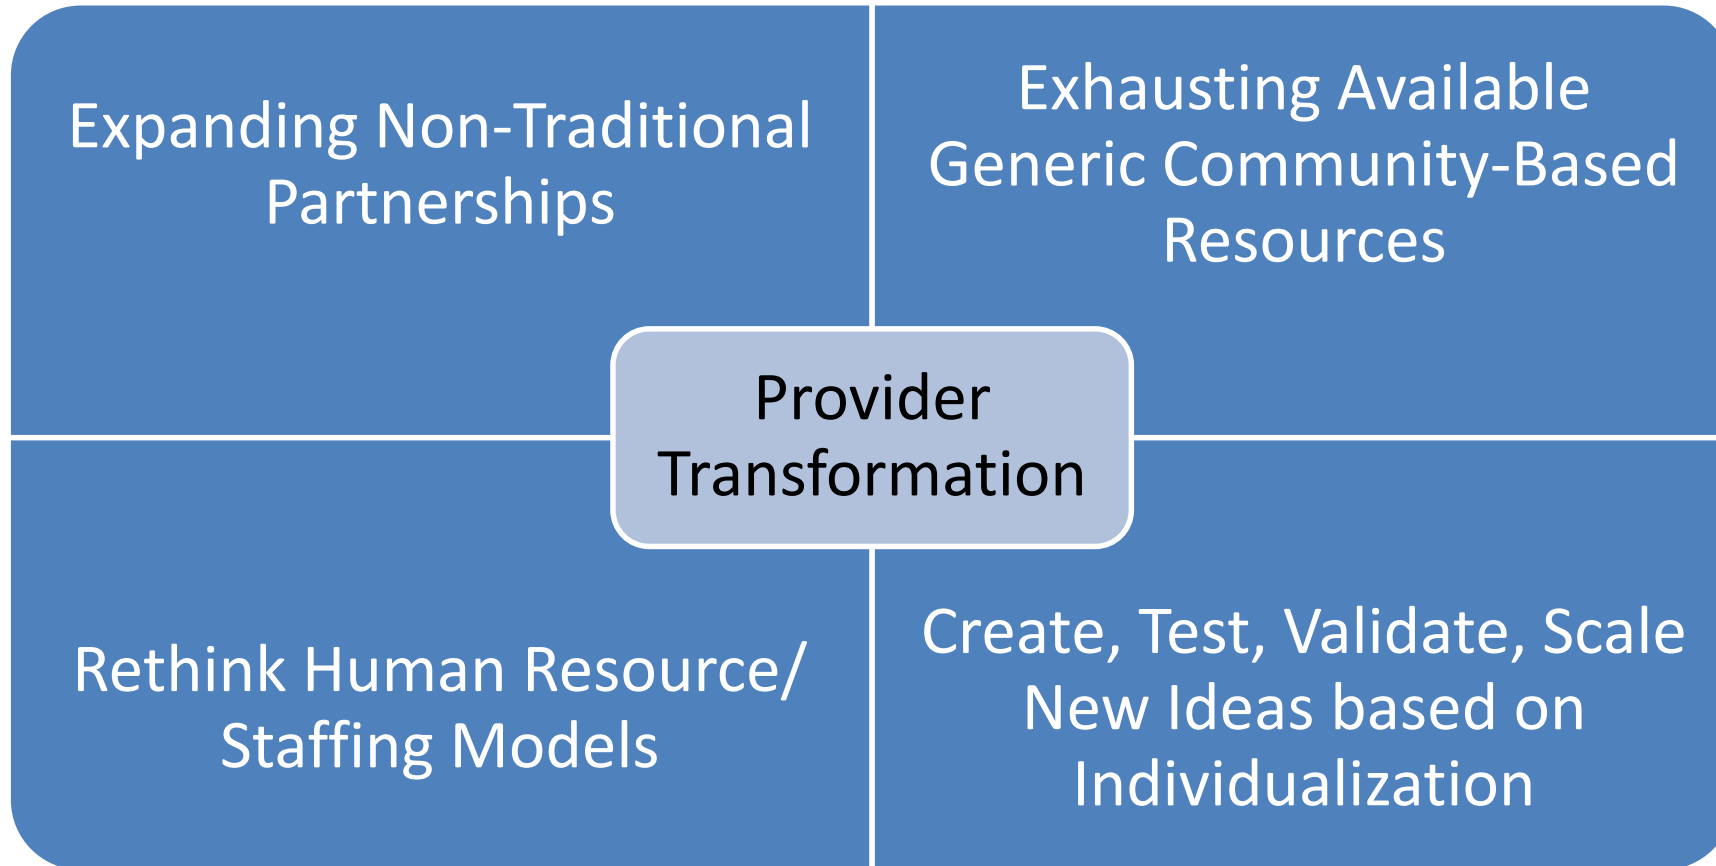 Expanding Non-Traditional
Partnerships
Exhausting Available
Generic Community-Based
Resources
Provider
Transformation
Rethink Human Resource/
Staffing Models
Create, Test, Validate, Scale
New Ideas based on
Individualization